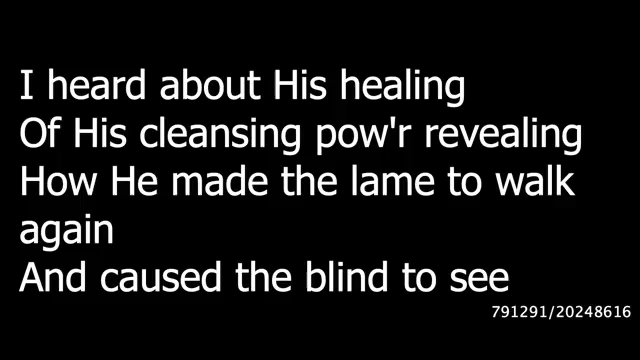 I heard about His healing
Of His cleansing pow'r revealing
How He made the lame to walk
again
And caused the blind to see
791291/20248616